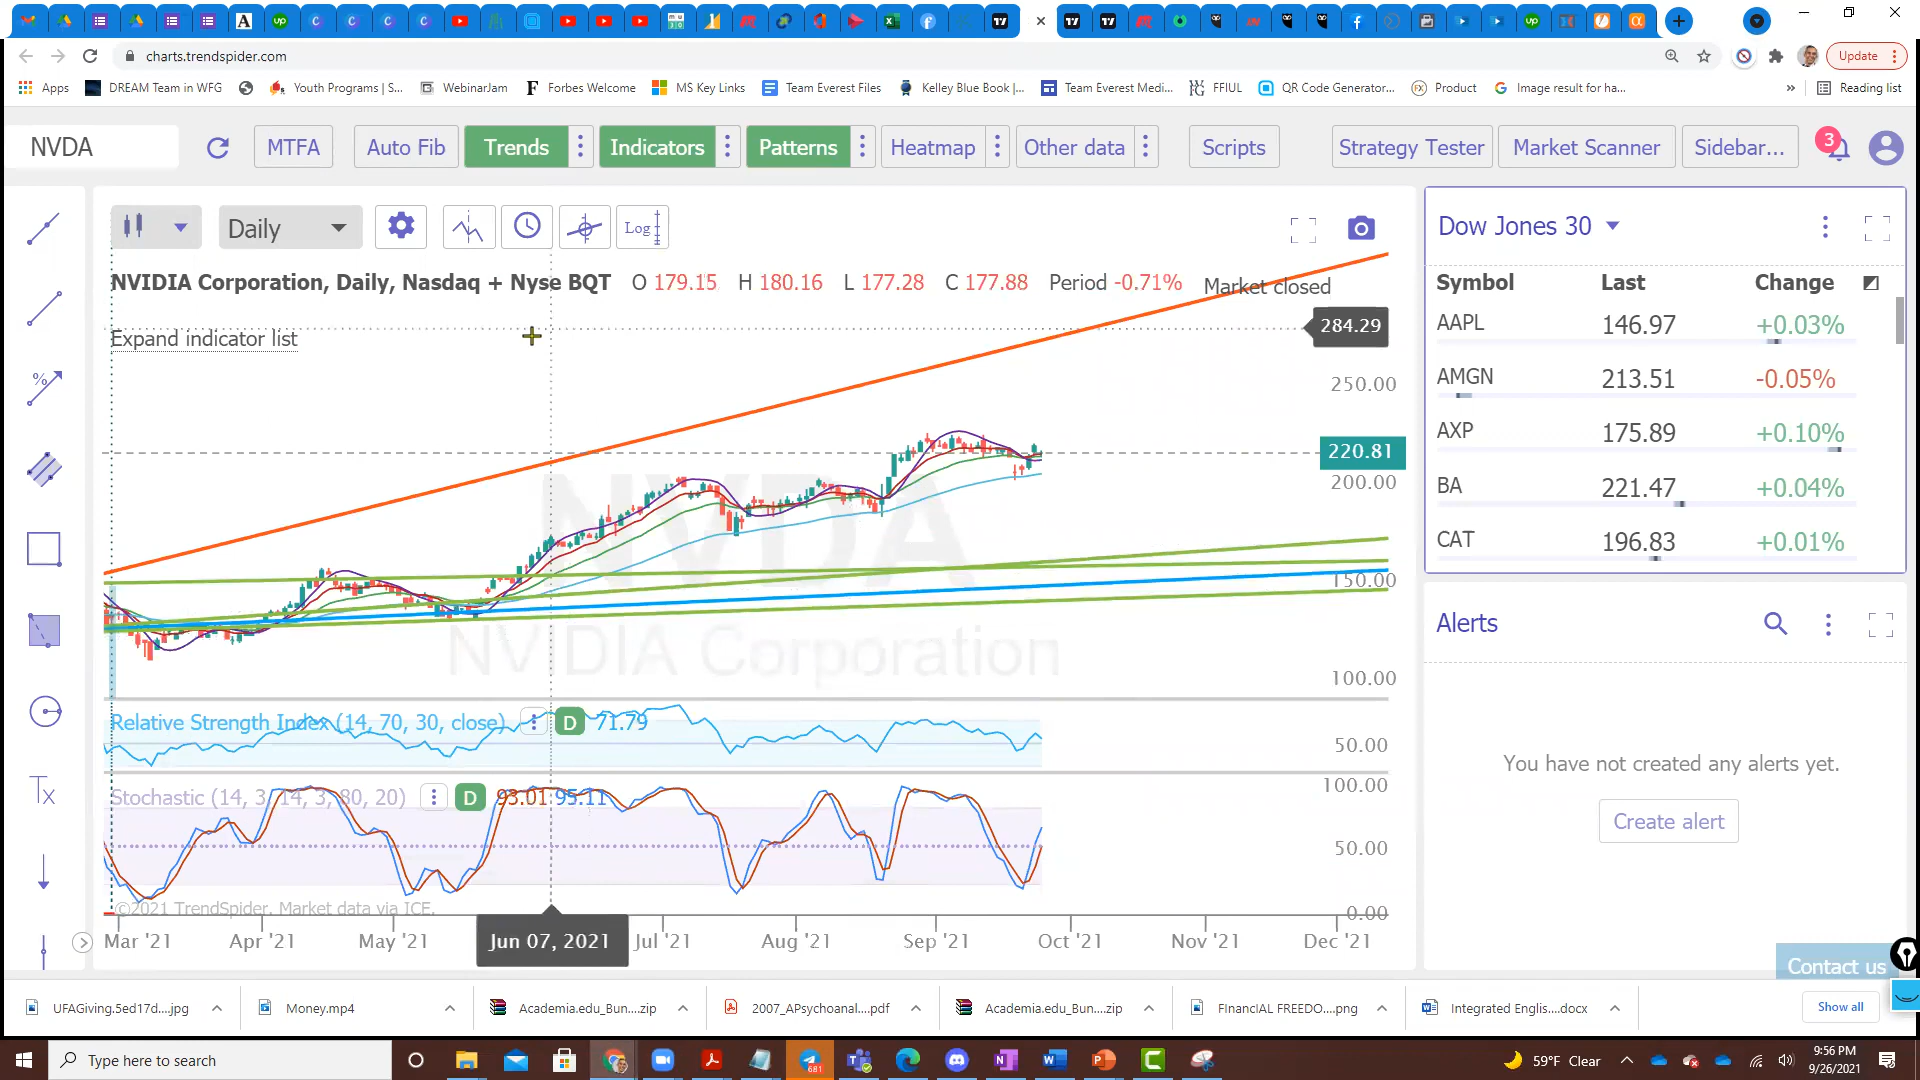 charts.trendspider.com
Update
Apps
DREAM Team in WFG
Youth Programs | S...
WebinarJam
Forbes Welcome
MS Key Links
Team Everest Files
Kelley Blue Book |...
Team Everest Medi...
FFIUL
QR Code Generator...
Product
Image result for ha...
»
Reading list
NVDA
MTFA
Auto Fib
Trends
Indicators
Patterns
Heatmap
Other data
Scripts
Strategy Tester
Market Scanner
Sidebar...
3
Daily
Log
NVIDIA Corporation, Daily, Nasdaq + Nyse BQT O 179.15 H 180.16 L 177.28 C 177.88 Period -0.71% Market closed
Expand indicator list
284.29
250.00
220.81
200.00
150.00
100.00
NVDA
NVIDIA Corporation
Relative Strength Index (14, 70, 30, close) D 71.79
50.00
Stochastic (14, 3, 14, 3, 80, 20) D 93.01 95.11
100.00
50.00
0.00
©2021 TrendSpider. Market data via ICE.
Mar '21 Apr '21 May '21 Jun 07, 2021 Jul '21 Aug '21 Sep '21 Oct '21 Nov '21 Dec '21
Dow Jones 30
Symbol Last Change
AAPL 146.97 +0.03%
AMGN 213.51 -0.05%
AXP 175.89 +0.10%
BA 221.47 +0.04%
CAT 196.83 +0.01%
Alerts
You have not created any alerts yet.
Create alert
Contact us
UFAGiving.5ed17d....jpg
Money.mp4
Academia.edu_Bun....zip
2007_APsychoanal....pdf
Academia.edu_Bun....zip
FInancIAL FREEDO....png
Integrated Englis....docx
Show all
Type here to search
681
59°F Clear
9:56 PM
9/26/2021